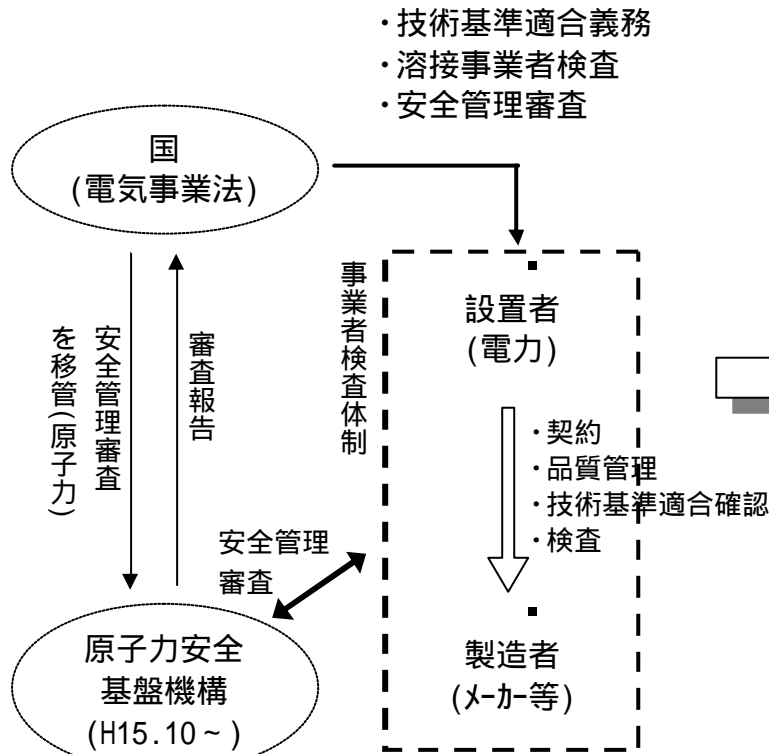 ・技術基準適合義務
・溶接事業者検査
・安全管理審査
国
(電気事業法)
事業者検査体制
設置者
(電力)
安全管理審査
を移管(原子力)
審査報告
・契約
・品質管理
・技術基準適合確認
・検査
安全管理
審査
原子力安全
基盤機構
(H15.10~)
製造者
(ﾒｰｶｰ等)